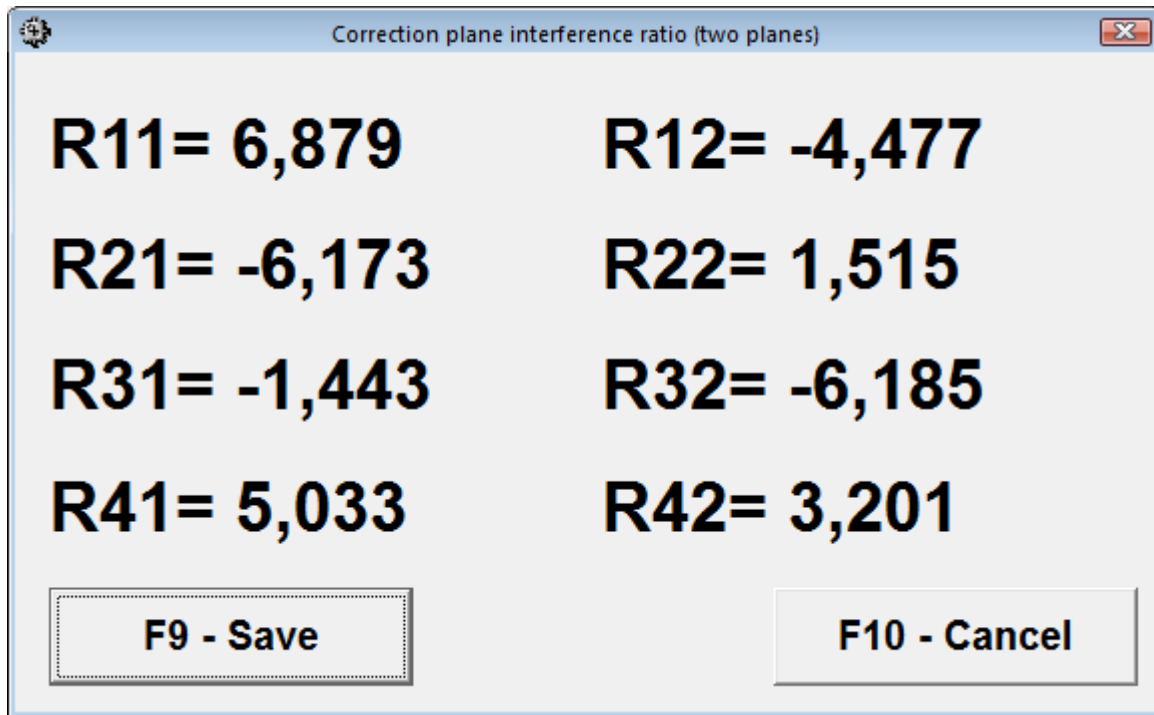 Correction plane interference ratio (two planes)
R11= 6,879
R12= -4,477
R21= -6,173
R22= 1,515
R31= -1,443
R32= -6,185
R41= 5,033
R42= 3,201
F9 - Save
F10 - Cancel